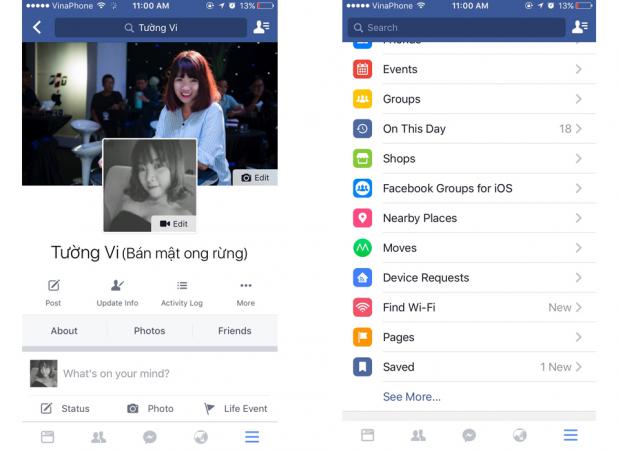 VinaPhone 11:00 AM 13%
Tường Vi
FPT
Edit
Edit
Tường Vi (Bán mật ong rừng)
Post Update Info Activity Log More
About Photos Friends
What's on your mind?
Status Photo Life Event
VinaPhone 11:00 AM 13%
Search
Friends
Events
Groups
On This Day 18
Shops
Facebook Groups for iOS
Nearby Places
Moves
Device Requests
Find Wi-Fi New
Pages
Saved 1 New
See More...